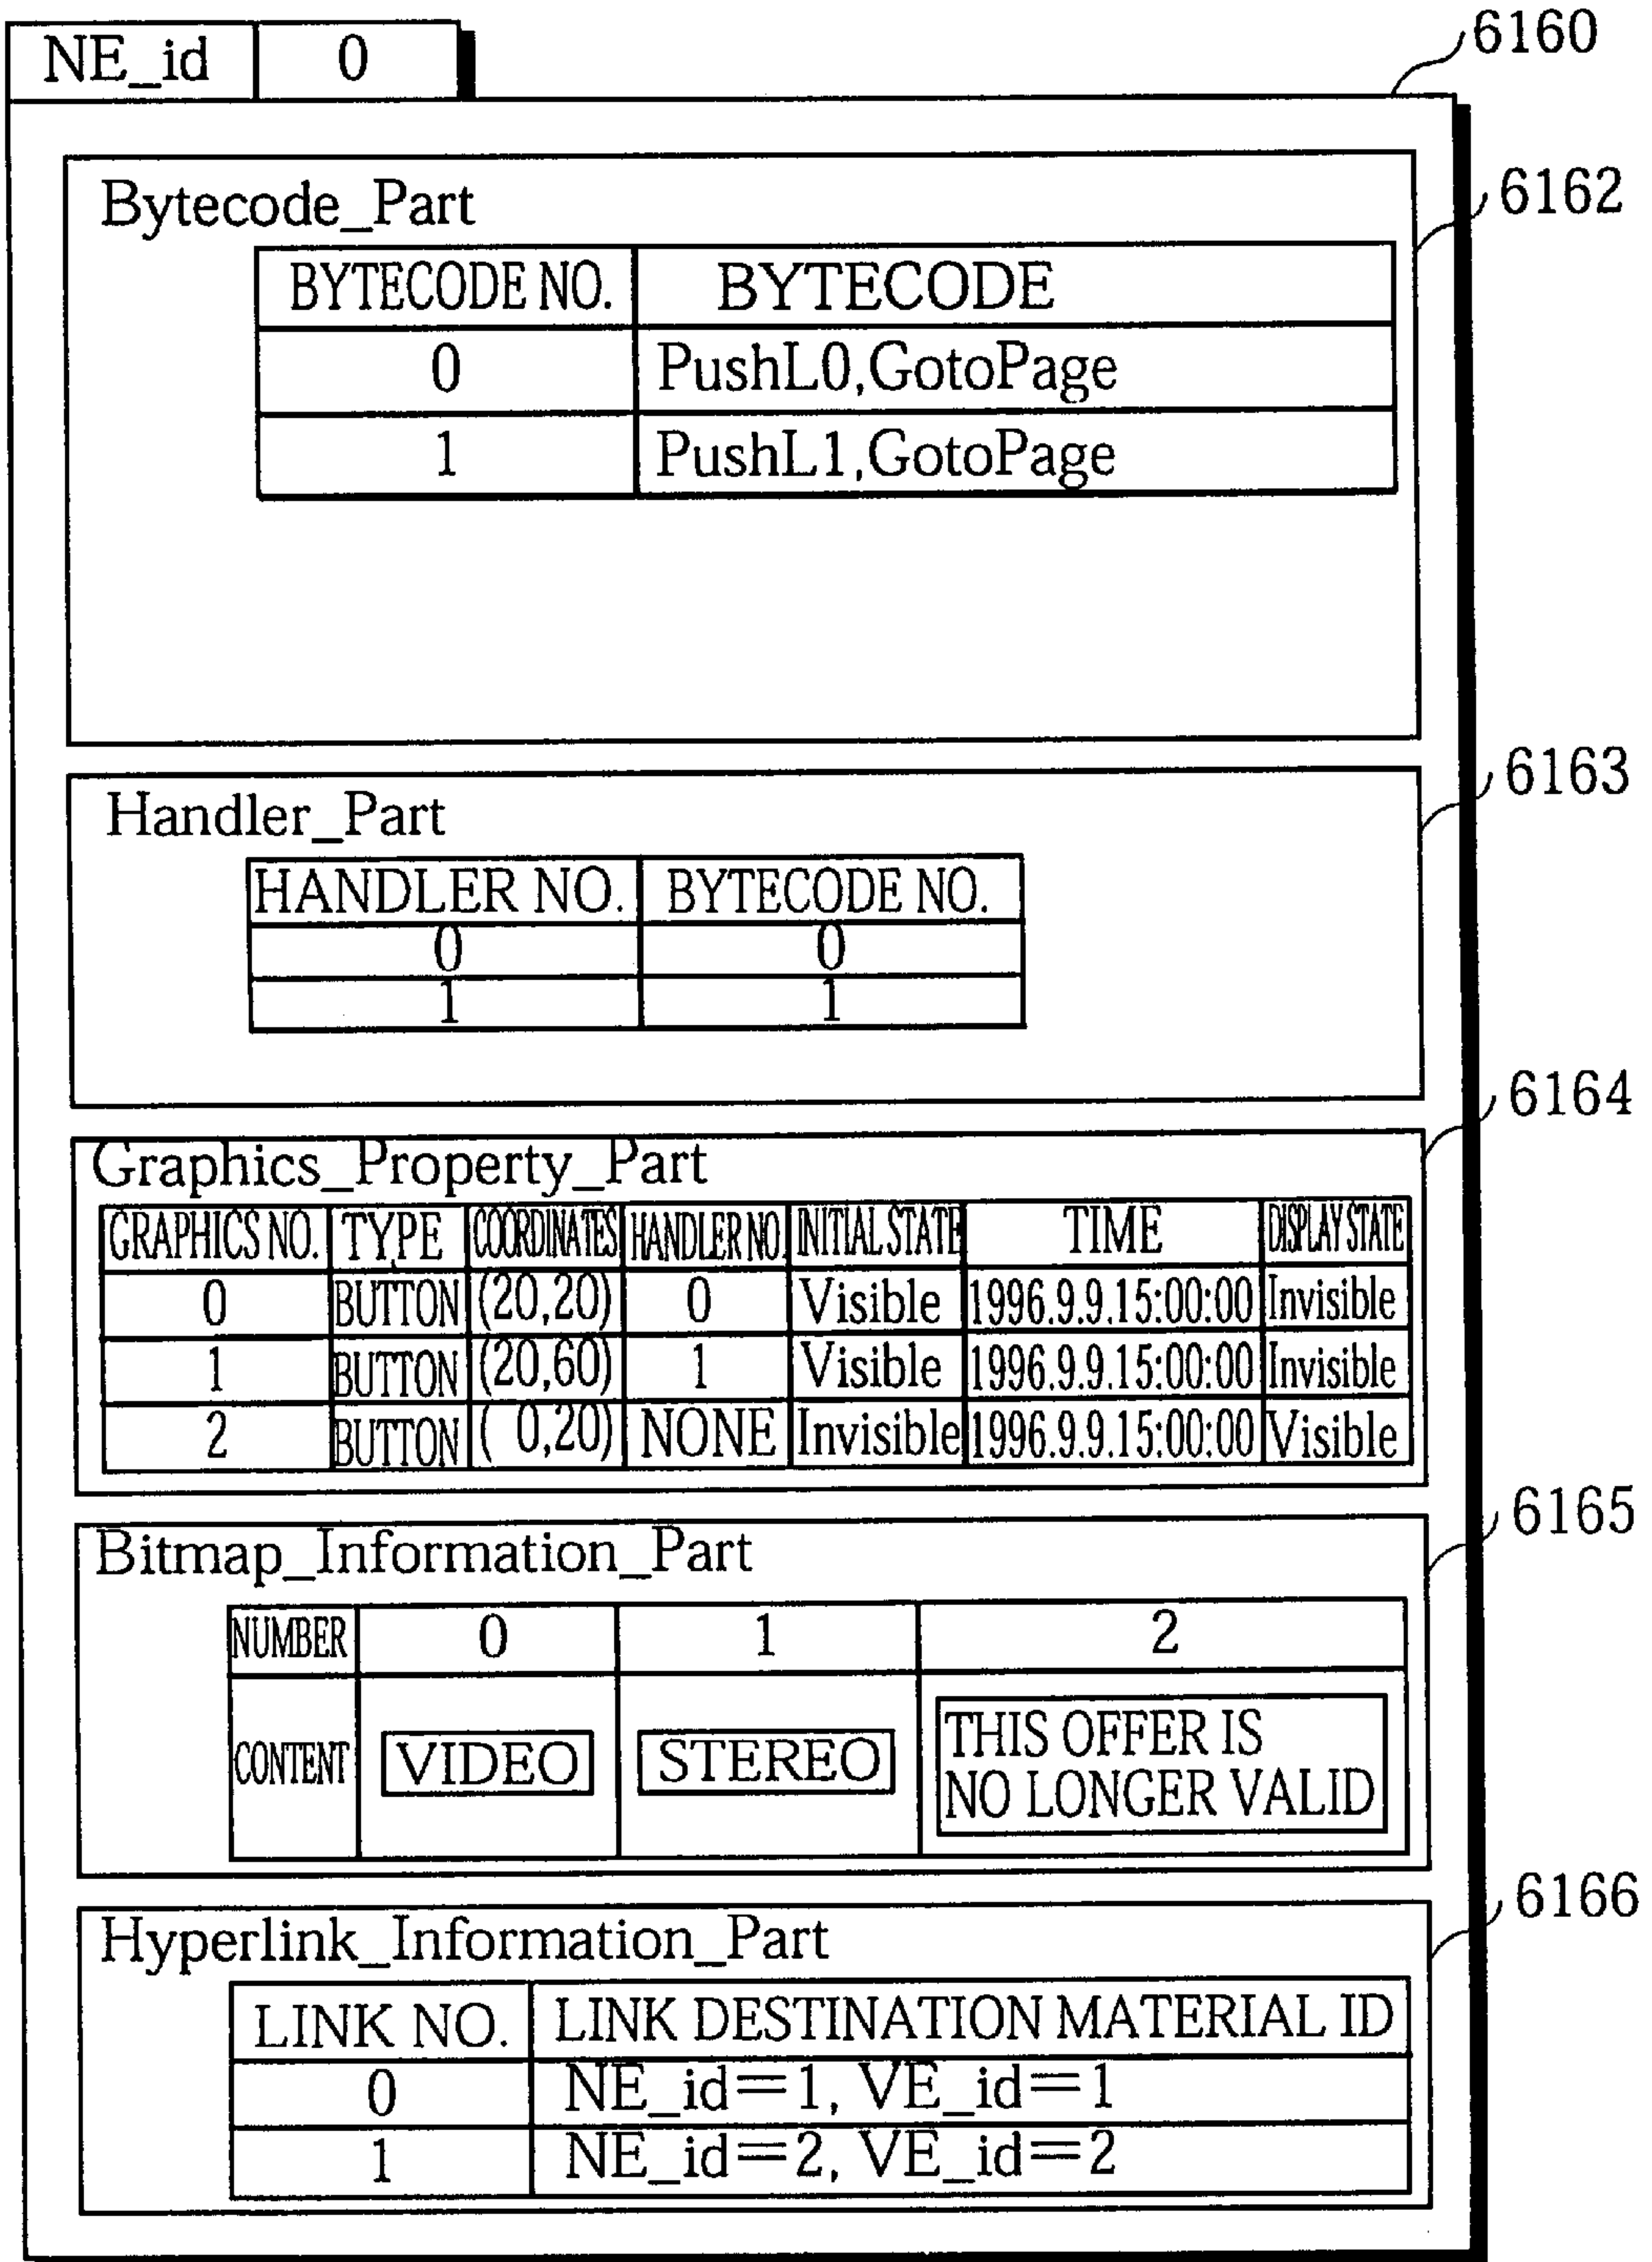 NE_id 0
6160
Bytecode_Part
6162
BYTECODE NO. BYTECODE
0 PushL0,GotoPage
1 PushL1,GotoPage
6163
Handler_Part
HANDLER NO. BYTECODE NO.
0 0
1 1
6164
Graphics_Property_Part
GRAPHICS NO. TYPE COORDINATES HANDLER NO. INITIAL STATE TIME DISPLAY STATE
0 BUTTON (20,20) 0 Visible 1996.9.9.15:00:00 Invisible
1 BUTTON (20,60) 1 Visible 1996.9.9.15:00:00 Invisible
2 BUTTON ( 0,20) NONE Invisible 1996.9.9.15:00:00 Visible
6165
Bitmap_Information_Part
NUMBER 0 1 2
CONTENT VIDEO STEREO THIS OFFER IS
NO LONGER VALID
6166
Hyperlink_Information_Part
LINK NO. LINK DESTINATION MATERIAL ID
0 NE_id=1, VE_id=1
1 NE_id=2, VE_id=2